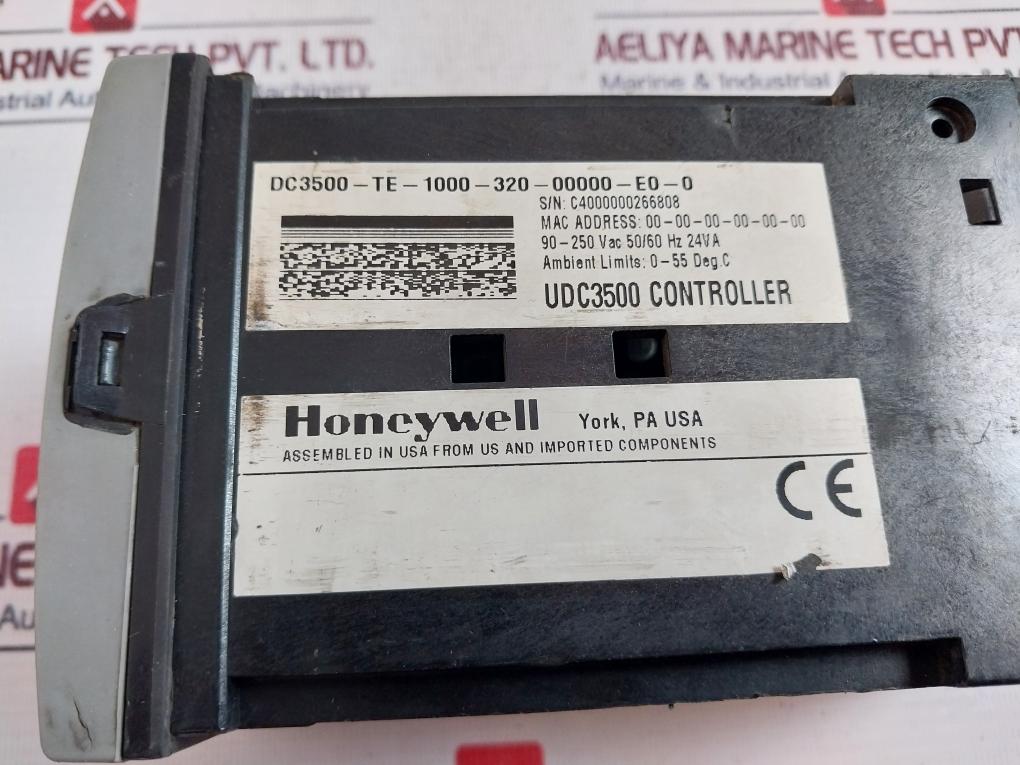 ARINE TECH PVT. LTD.
AELIYA MARINE TECH PVT
Marine & Industrial
DC3500-TE-1000-320-00000-E0-0
S/N: C4000000266808
MAC ADDRESS: 00-00-00-00-00-00
90-250 Vac 50/60 Hz 24VA
Ambient Limits: 0-55 Deg.C
UDC3500 CONTROLLER
Honeywell York, PA USA
ASSEMBLED IN USA FROM US AND IMPORTED COMPONENTS
CE